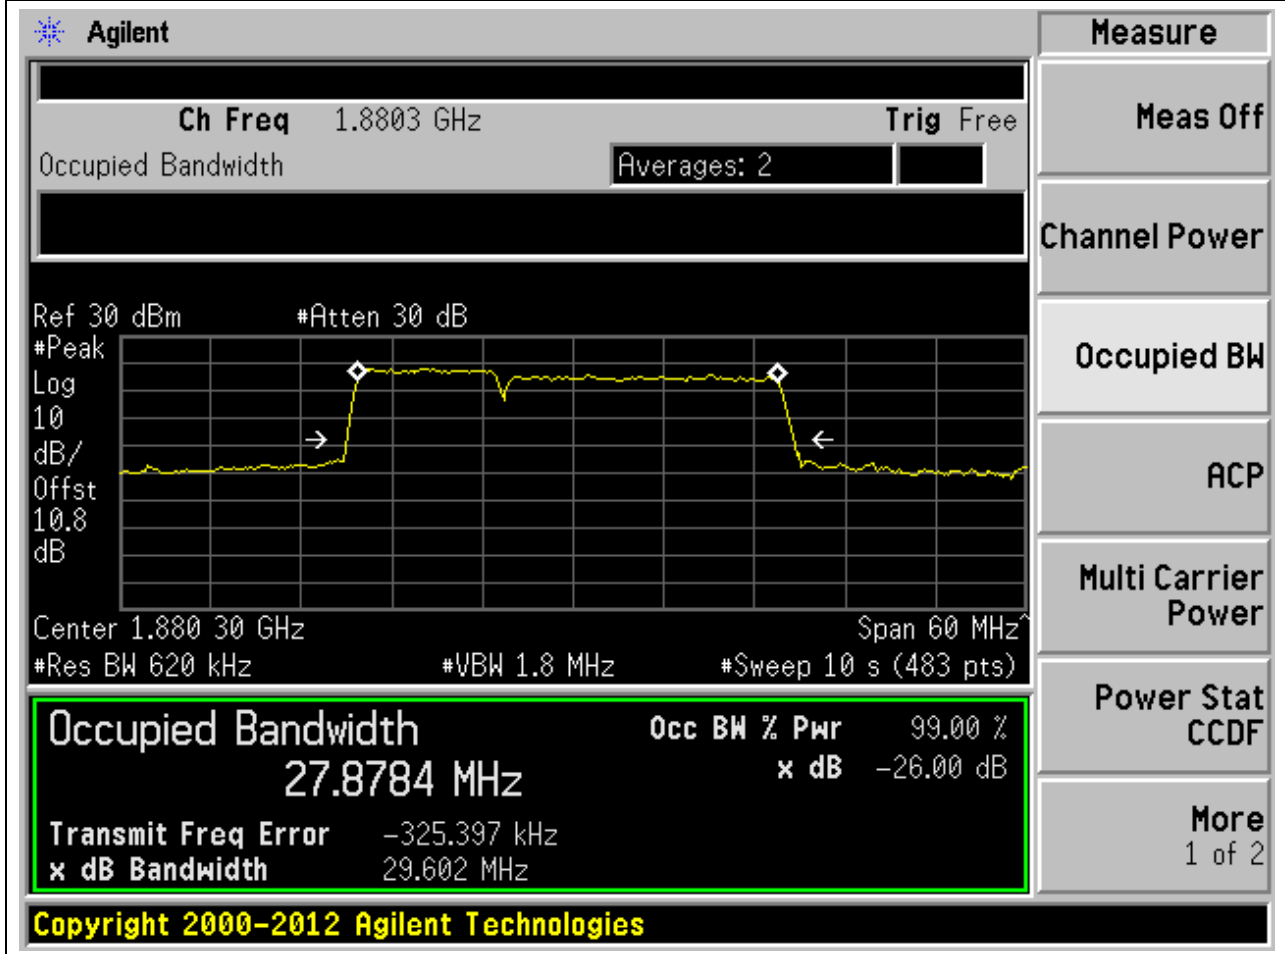 Agilent
Measure
Ch Freq 1.8803 GHz Trig Free
Occupied Bandwidth Averages: 2
Meas Off
Channel Power
Occupied BW
ACP
Multi Carrier
Power
Power Stat
CCDF
More
1 of 2
Ref 30 dBm #Atten 30 dB
#Peak
Log
10
dB/
Offst
10.8
dB
Center 1.880 30 GHz Span 60 MHz^
#Res BW 620 kHz #VBW 1.8 MHz #Sweep 10 s (483 pts)
Occupied Bandwidth Occ BW % Pwr 99.00 %
27.8784 MHz x dB -26.00 dB
Transmit Freq Error -325.397 kHz
x dB Bandwidth 29.602 MHz
Copyright 2000-2012 Agilent Technologies